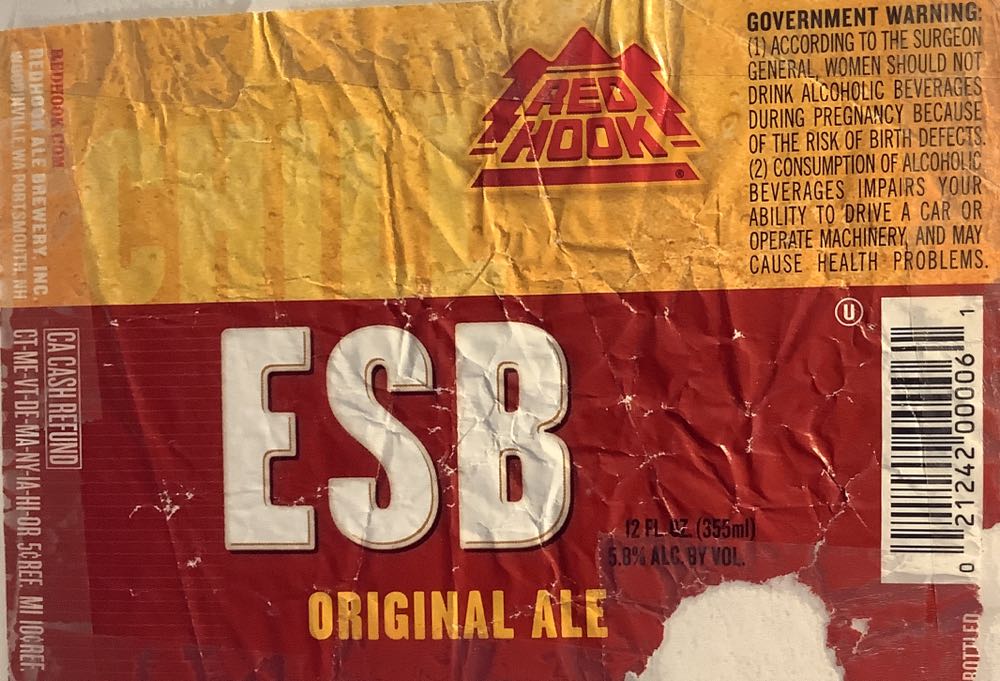 REDHOOK.COM
REDHOOK ALE BREWERY, INC.
WOODINVILLE, WA PORTSMOUTH, NH
CA CASH REFUND
CT-ME-VT-DE-MA-NY-IA-HI-OR 5¢REF MI 10¢REF
RED
HOOK
®
ESB
ORIGINAL ALE
12 FL. OZ. (355ml)
5.8% ALC. BY VOL.
GOVERNMENT WARNING:
(1) ACCORDING TO THE SURGEON
GENERAL, WOMEN SHOULD NOT
DRINK ALCOHOLIC BEVERAGES
DURING PREGNANCY BECAUSE
OF THE RISK OF BIRTH DEFECTS.
(2) CONSUMPTION OF ALCOHOLIC
BEVERAGES IMPAIRS YOUR
ABILITY TO DRIVE A CAR OR
OPERATE MACHINERY, AND MAY
CAUSE HEALTH PROBLEMS.
U
0 21242 00006 1
BOTTLED